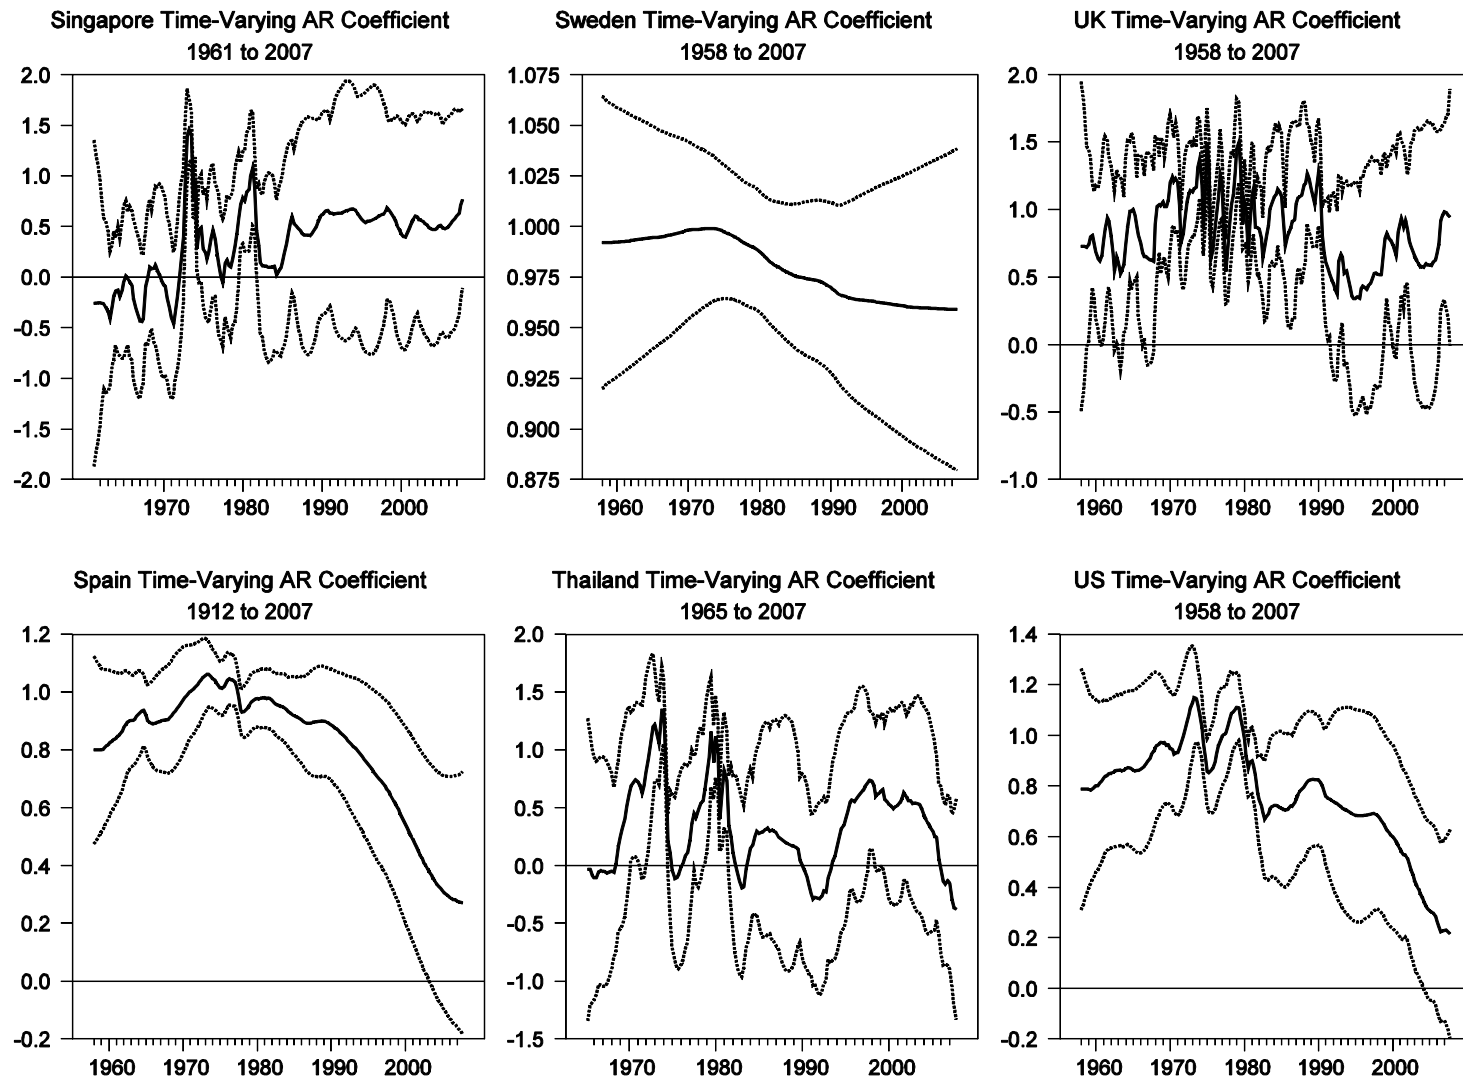 Singapore Time-Varying AR Coefficient
1961 to 2007
2.0
1.5
1.0
0.5
0.0
-0.5
-1.0
-1.5
-2.0
1970 1980 1990 2000
Sweden Time-Varying AR Coefficient
1958 to 2007
1.075
1.050
1.025
1.000
0.975
0.950
0.925
0.900
0.875
1960 1970 1980 1990 2000
UK Time-Varying AR Coefficient
1958 to 2007
2.0
1.5
1.0
0.5
0.0
-0.5
-1.0
1960 1970 1980 1990 2000
Spain Time-Varying AR Coefficient
1912 to 2007
1.2
1.0
0.8
0.6
0.4
0.2
0.0
-0.2
1960 1970 1980 1990 2000
Thailand Time-Varying AR Coefficient
1965 to 2007
2.0
1.5
1.0
0.5
0.0
-0.5
-1.0
-1.5
1970 1980 1990 2000
US Time-Varying AR Coefficient
1958 to 2007
1.4
1.2
1.0
0.8
0.6
0.4
0.2
0.0
-0.2
1960 1970 1980 1990 2000